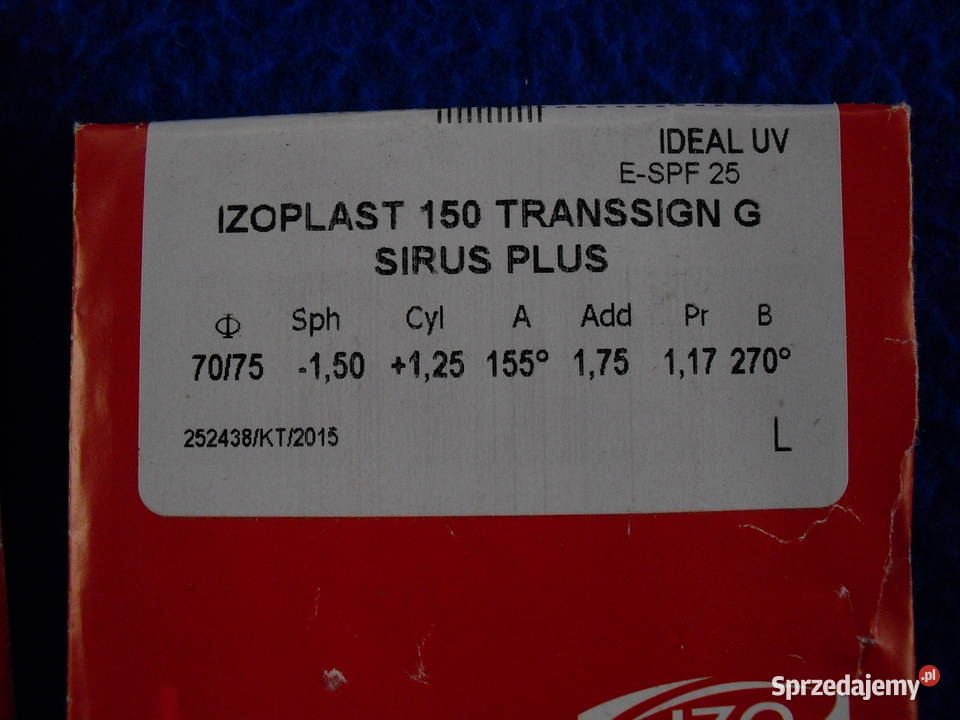 IDEAL UV
E-SPF 25
IZOPLAST 150 TRANSSIGN G
SIRUS PLUS
Φ Sph Cyl A Add Pr B
70/75 -1,50 +1,25 155° 1,75 1,17 270°
252438/KT/2015
L
IZO
Sprzedajemy.pl